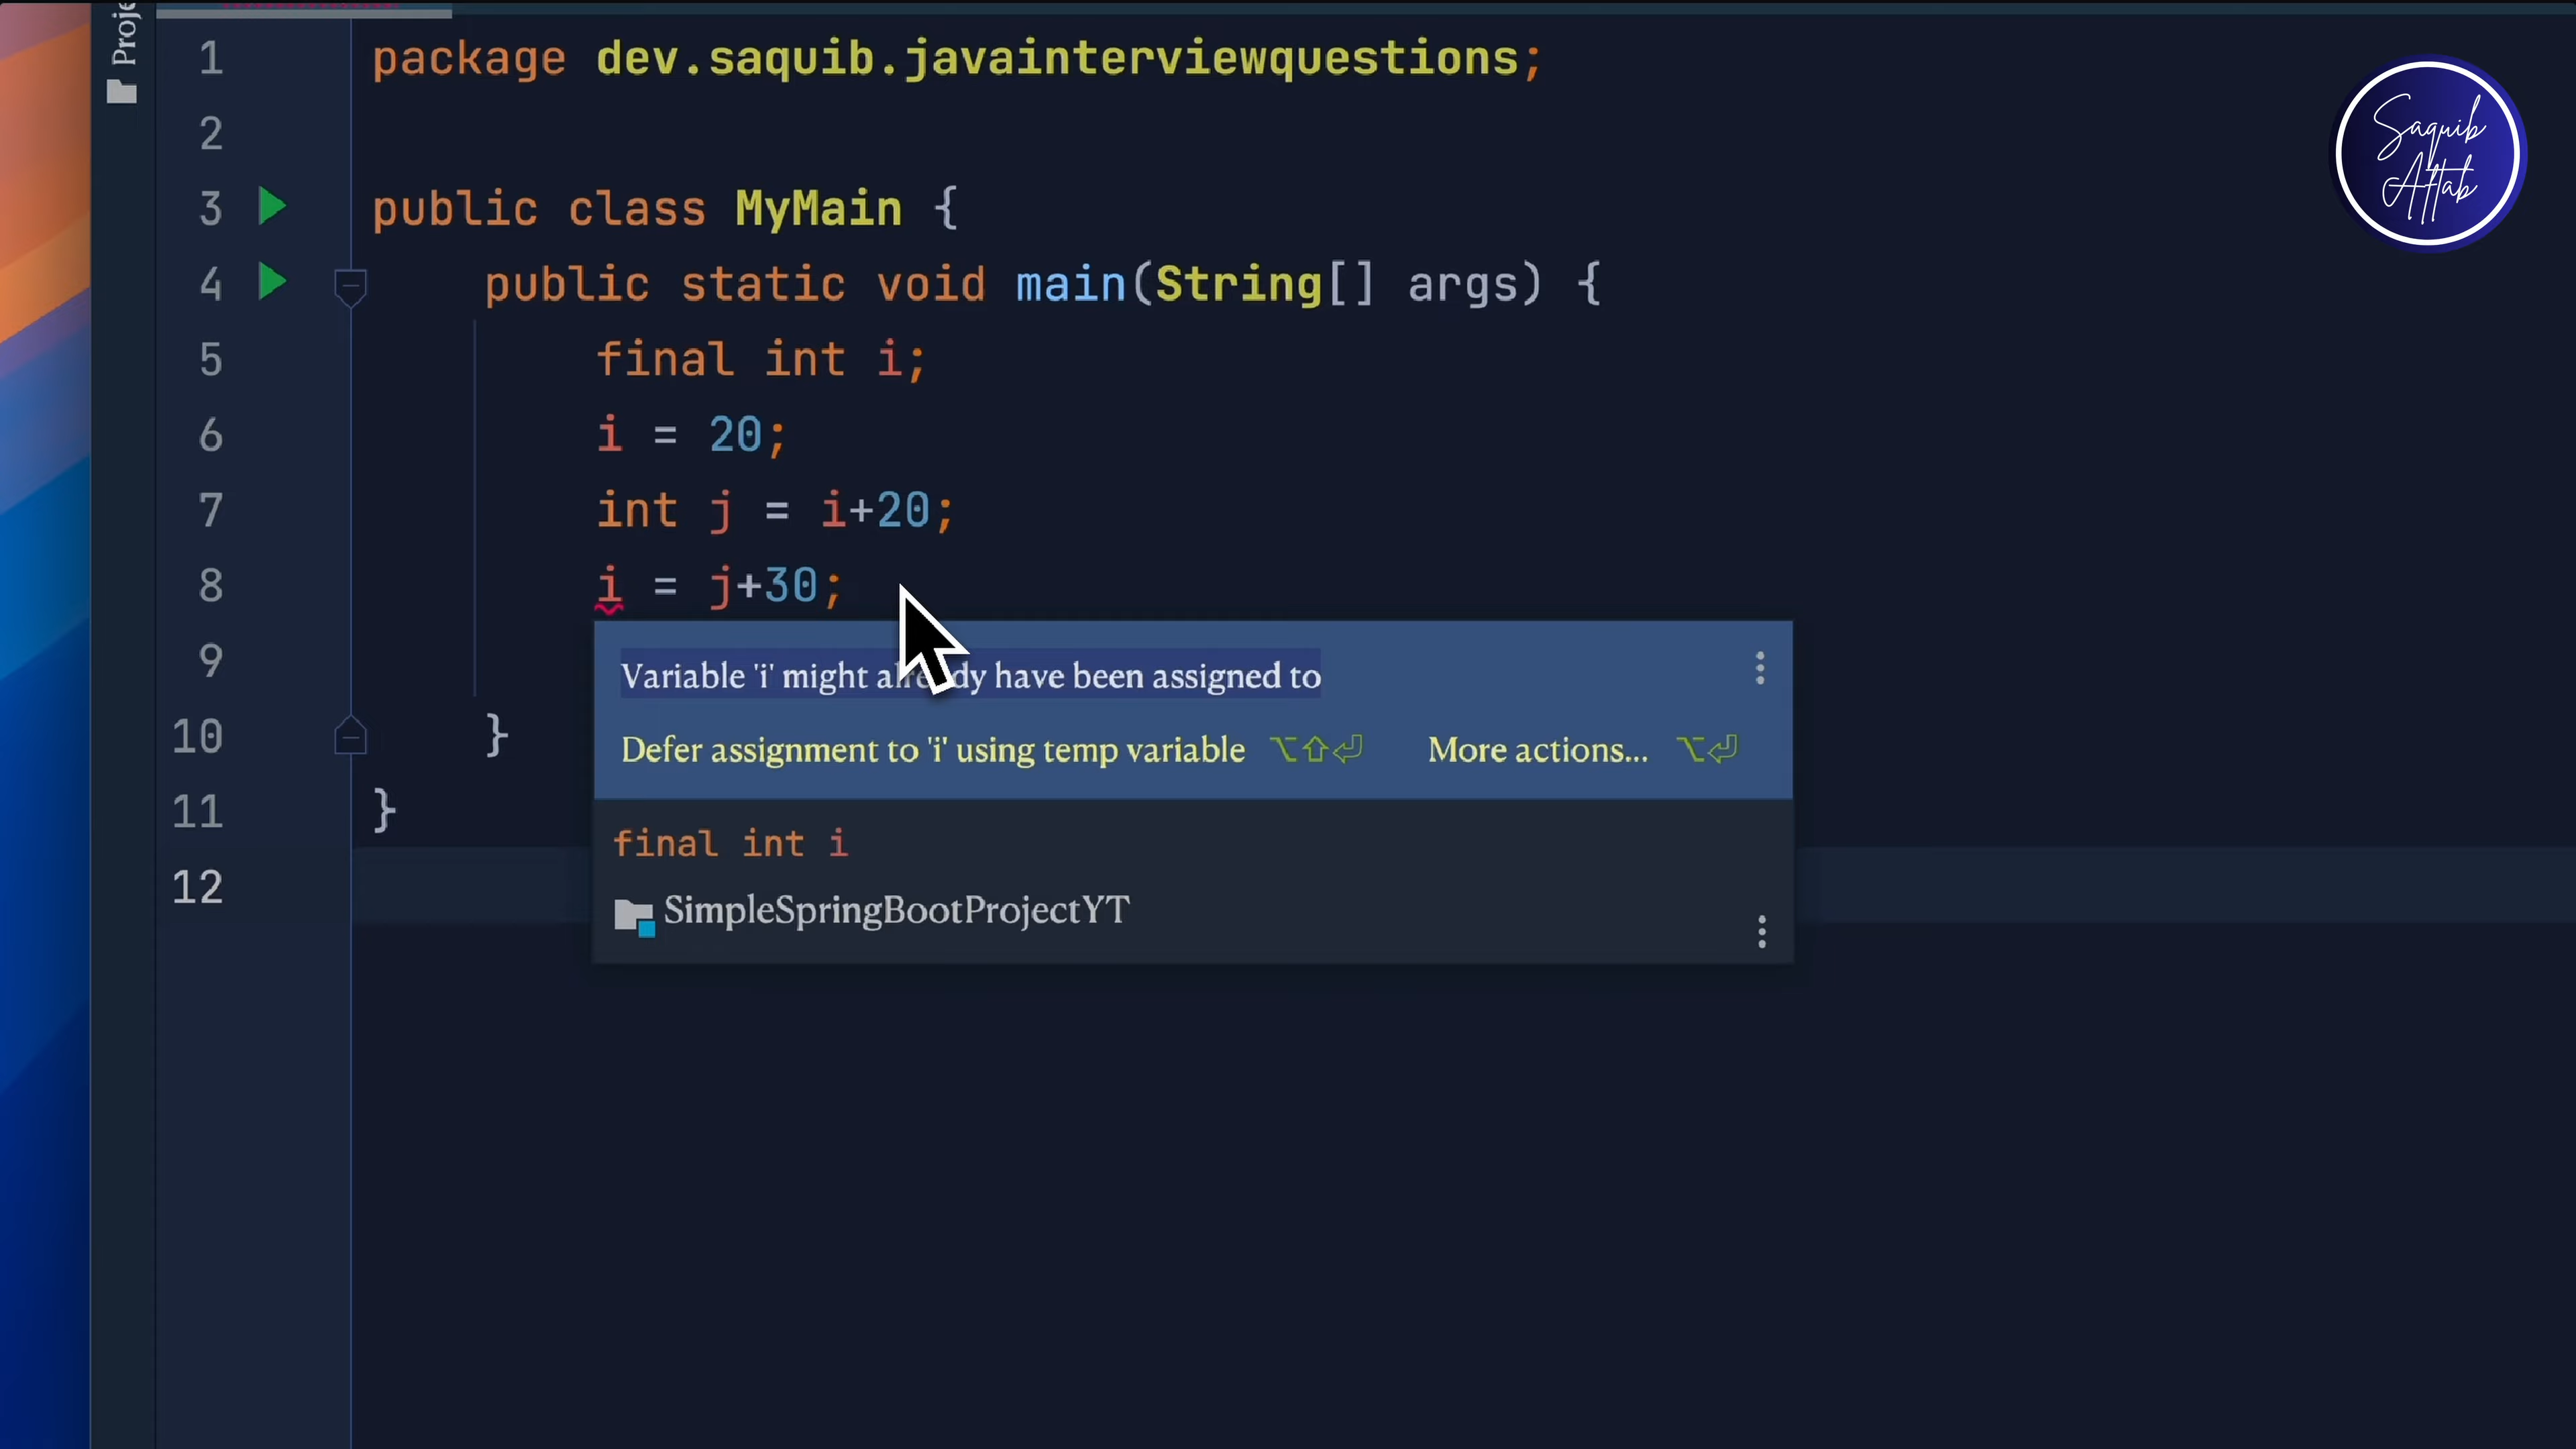 Proje
1 package dev.saquib.javainterviewquestions;
2
3 public class MyMain {
4 public static void main(String[] args) {
5 final int i;
6 i = 20;
7 int j = i+20;
8 i = j+30;
9
Variable 'i' might already have been assigned to
Defer assignment to 'i' using temp variable ⌥⇧⏎ More actions... ⌥⏎
10 }
11 }
final int i
12
SimpleSpringBootProjectYT
Saquib
Aftab